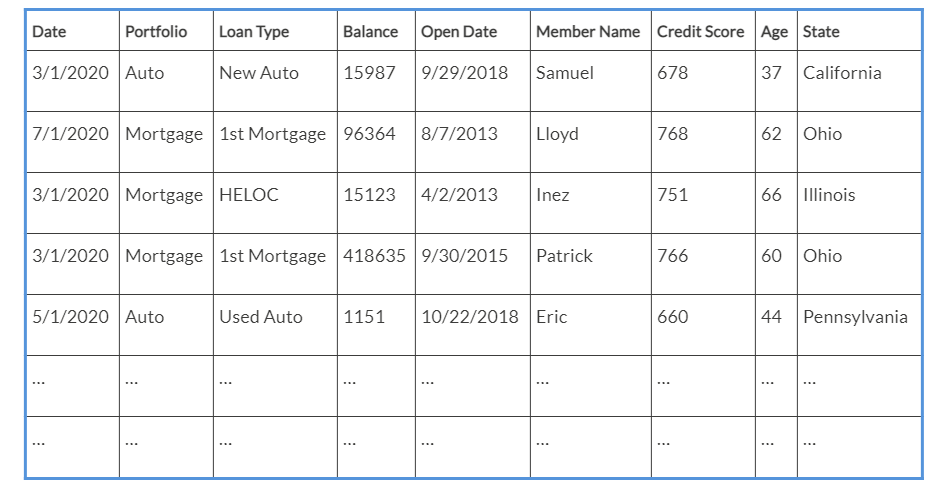 Date Portfolio Loan Type Balance Open Date Member Name Credit Score Age State
3/1/2020 Auto New Auto 15987 9/29/2018 Samuel 678 37 California
7/1/2020 Mortgage 1st Mortgage 96364 8/7/2013 Lloyd 768 62 Ohio
3/1/2020 Mortgage HELOC 15123 4/2/2013 Inez 751 66 Illinois
3/1/2020 Mortgage 1st Mortgage 418635 9/30/2015 Patrick 766 60 Ohio
5/1/2020 Auto Used Auto 1151 10/22/2018 Eric 660 44 Pennsylvania
... ... ... ... ... ... ... ... ...
... ... ... ... ... ... ... ... ...